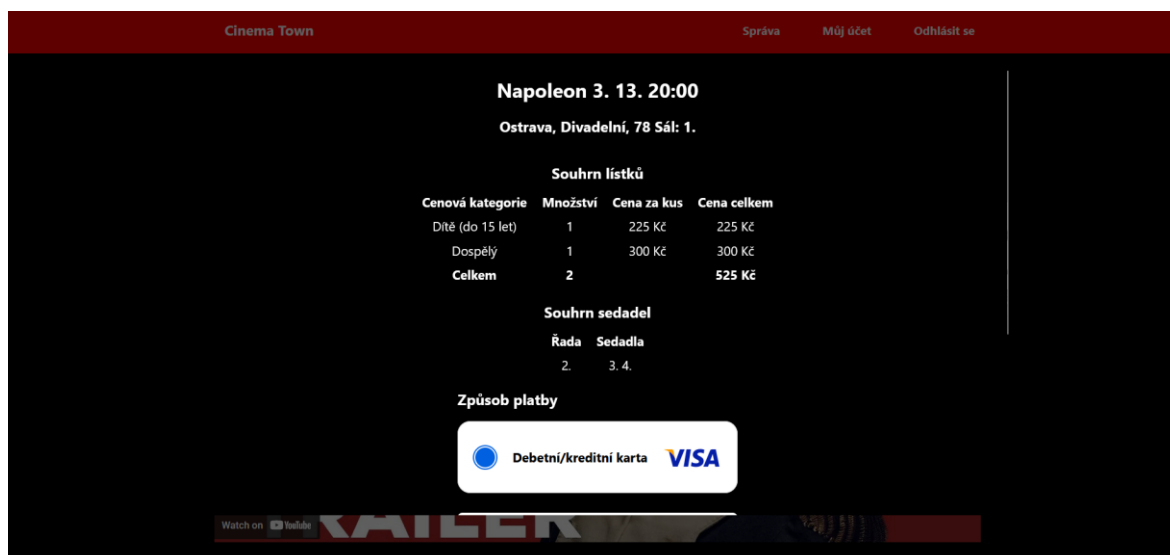 Cinema Town Správa Můj účet Odhlásit se
Napoleon 3. 13. 20:00
Ostrava, Divadelní, 78 Sál: 1.
Souhrn lístků
Cenová kategorie Množství Cena za kus Cena celkem
Dítě (do 15 let) 1 225 Kč 225 Kč
Dospělý 1 300 Kč 300 Kč
Celkem 2 525 Kč
Souhrn sedadel
Řada Sedadla
2. 3. 4.
Způsob platby
Debetní/kreditní karta VISA
Watch on YouTube RAILER